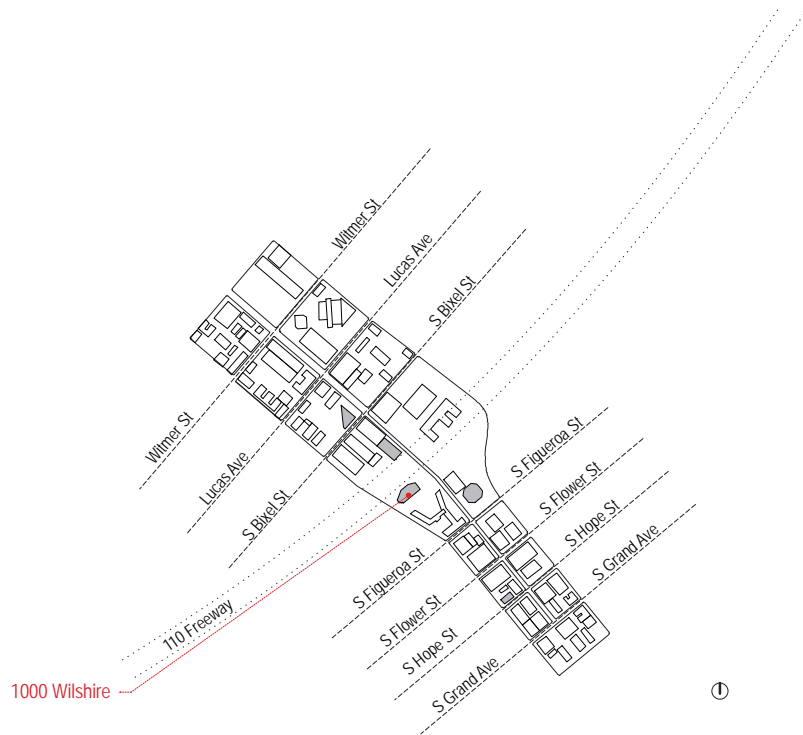 Witmer St
Lucas Ave
S Bixel St
S Figueroa St
S Flower St
S Hope St
S Grand Ave
Witmer St
Lucas Ave
S Bixel St
S Figueroa St
S Flower St
S Hope St
S Grand Ave
110 Freeway
1000 Wilshire